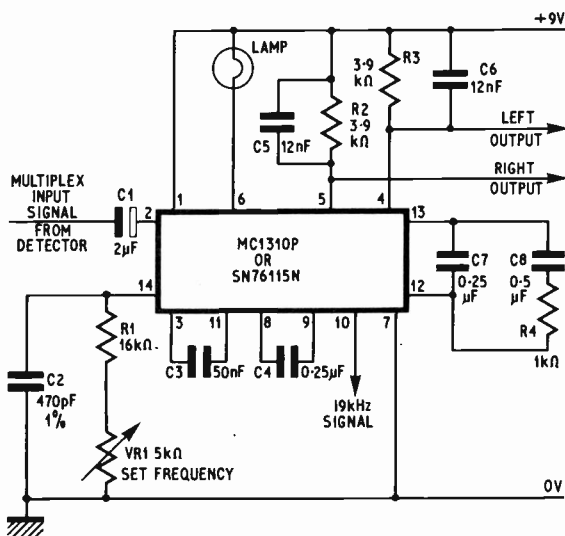 +9V
LAMP
3·9
kΩ
R3
C6
12nF
R2
3·9
kΩ
C5
12nF
LEFT
OUTPUT
RIGHT
OUTPUT
MULTIPLEX
INPUT
SIGNAL
FROM
DETECTOR
C1
2µF
1
6
5
4
2
13
MC1310P
OR
SN76115N
14
12
3
11
8
9
10
7
C7
0·25
µF
C8
0·5
µF
R4
1kΩ
R1
16kΩ
C3
50nF
C4
0·25µF
C2
470pF
1%
19kHz
SIGNAL
VR1 5kΩ
SET FREQUENCY
0V